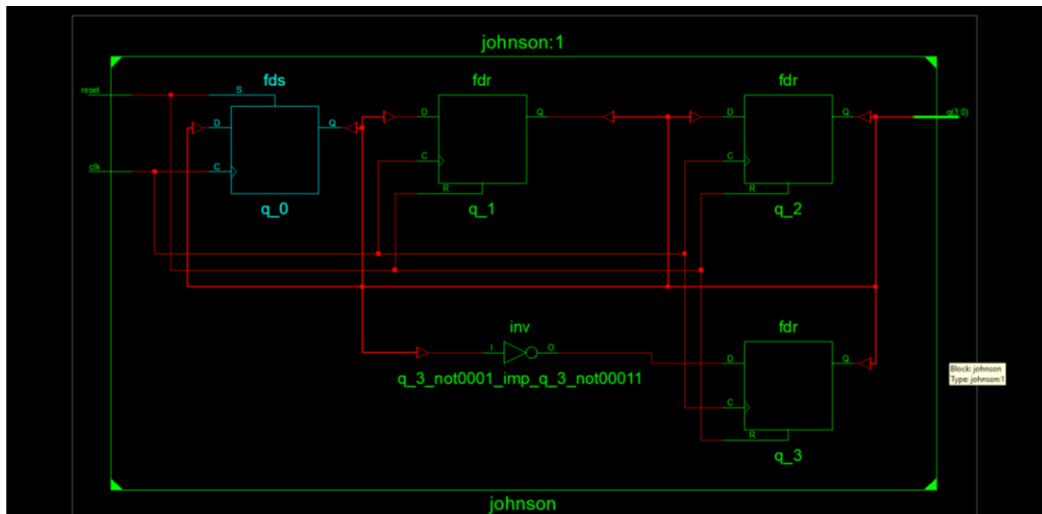 johnson:1
fds
fdr
fdr
reset
S
D
Q
D
Q
D
Q
q(3:0)
clk
C
C
C
R
R
q_0
q_1
q_2
inv
fdr
I
O
D
Q
q_3_not0001_imp_q_3_not00011
Block: johnson
Type: johnson:1
C
R
q_3
johnson